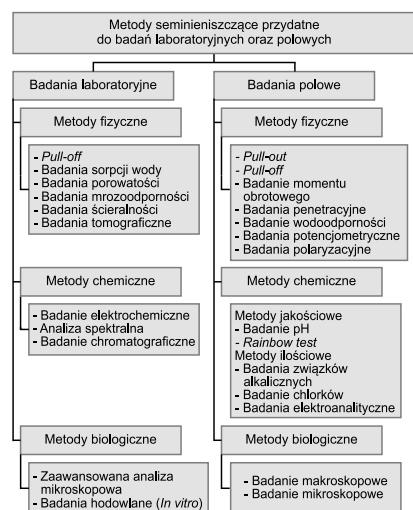 Metody seminieniszczące przydatne
do badań laboratoryjnych oraz polowych
Badania laboratoryjne
Metody fizyczne
- Pull-off
- Badania sorpcji wody
- Badania porowatości
- Badania mrozoodporności
- Badania ścieralności
- Badania tomograficzne
Metody chemiczne
- Badanie elektrochemiczne
- Analiza spektralna
- Badanie chromatograficzne
Metody biologiczne
- Zaawansowana analiza
mikroskopowa
- Badania hodowlane (In vitro)
Badania polowe
Metody fizyczne
- Pull-out
- Pull-off
- Badanie momentu
obrotowego
- Badania penetracyjne
- Badanie wodoodporności
- Badania potencjometryczne
- Badania polaryzacyjne
Metody chemiczne
Metody jakościowe
- Badanie pH
- Rainbow test
Metody ilościowe
- Badania związków
alkalicznych
- Badanie chlorków
- Badania elektroanalityczne
Metody biologiczne
- Badanie makroskopowe
- Badanie mikroskopowe